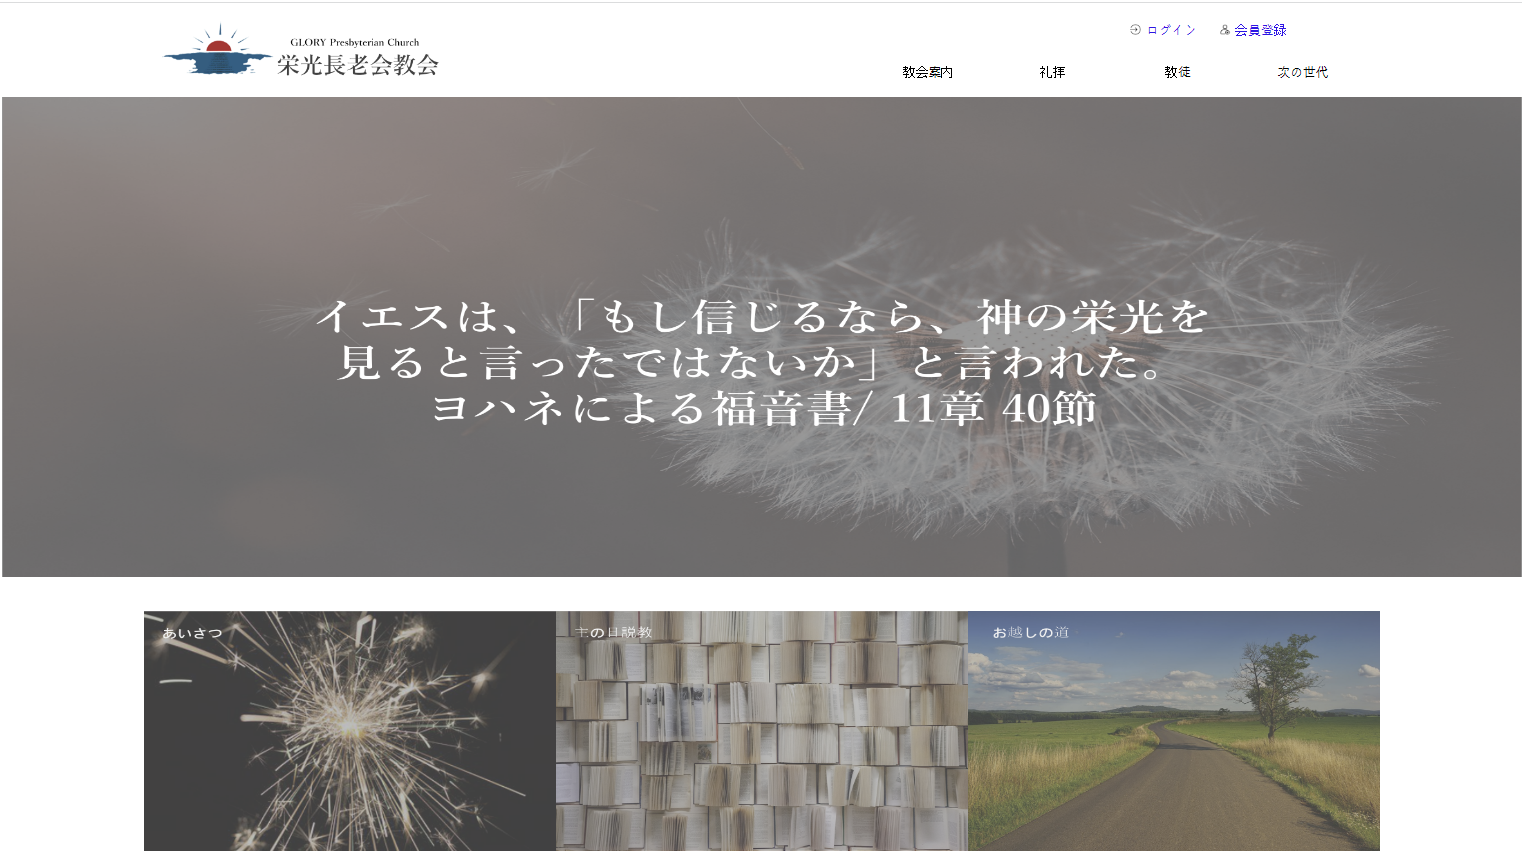 GLORY Presbyterian Church
栄光長老会教会
ログイン 会員登録
教会案内 礼拝 教徒 次の世代
イエスは、「もし信じるなら、神の栄光を
見ると言ったではないか」と言われた。
ヨハネによる福音書/ 11章 40節
あいさつ
主の日説教
お越しの道